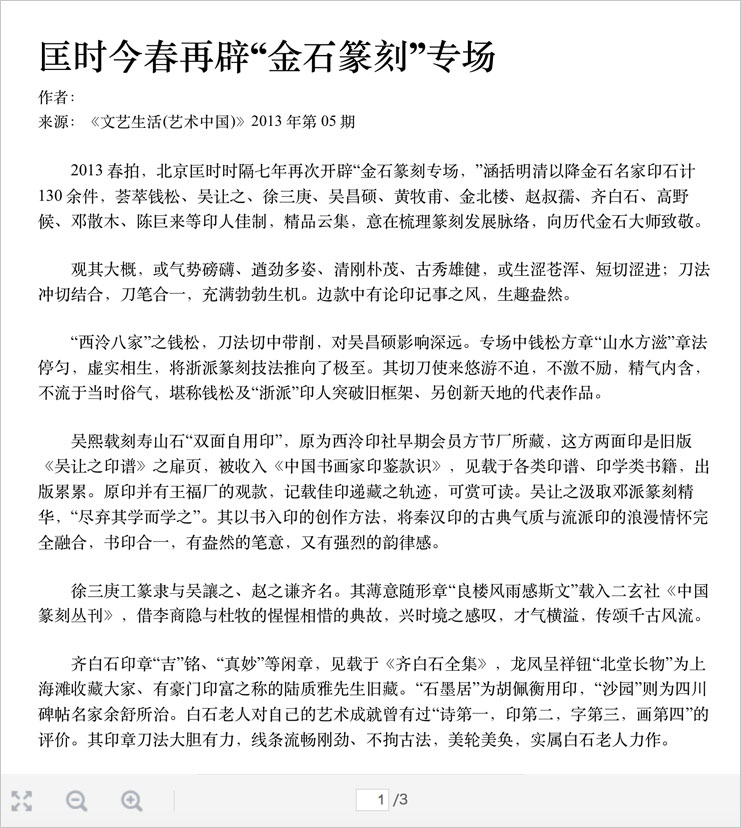 匡时今春再辟“金石篆刻”专场
作者：
来源：《文艺生活(艺术中国)》2013 年第 05 期
2013 春拍，北京匡时时隔七年再次开辟“金石篆刻专场，”涵括明清以降金石名家印石计
130 余件，荟萃钱松、吴让之、徐三庚、吴昌硕、黄牧甫、金北楼、赵叔孺、齐白石、高野
候、邓散木、陈巨来等印人佳制，精品云集，意在梳理篆刻发展脉络，向历代金石大师致敬。
观其大概，或气势磅礴、遒劲多姿、清刚朴茂、古秀雄健，或生涩苍浑、短切涩进；刀法
冲切结合，刀笔合一，充满勃勃生机。边款中有论印记事之风，生趣盎然。
“西泠八家”之钱松，刀法切中带削，对吴昌硕影响深远。专场中钱松方章“山水方滋”章法
停匀，虚实相生，将浙派篆刻技法推向了极至。其切刀使来悠游不迫，不激不励，精气内含，
不流于当时俗气，堪称钱松及“浙派”印人突破旧框架、另创新天地的代表作品。
吴熙载刻寿山石“双面自用印”，原为西泠印社早期会员方节厂所藏，这方两面印是旧版
《吴让之印谱》之扉页，被收入《中国书画家印鉴款识》，见载于各类印谱、印学类书籍，出
版累累。原印并有王福厂的观款，记载佳印递藏之轨迹，可赏可读。吴让之汲取邓派篆刻精
华，“尽弃其学而学之”。其以书入印的创作方法，将秦汉印的古典气质与流派印的浪漫情怀完
全融合，书印合一，有盎然的笔意，又有强烈的韵律感。
徐三庚工篆隶与吴讓之、赵之谦齐名。其薄意随形章“良楼风雨感斯文”载入二玄社《中国
篆刻丛刊》，借李商隐与杜牧的惺惺相惜的典故，兴时境之感叹，才气横溢，传颂千古风流。
齐白石印章“吉”铭、“真妙”等闲章，见载于《齐白石全集》，龙凤呈祥钮“北堂长物”为上
海滩收藏大家、有豪门印富之称的陆质雅先生旧藏。“石墨居”为胡佩衡用印，“沙园”则为四川
碑帖名家余舒所治。白石老人对自己的艺术成就曾有过“诗第一，印第二，字第三，画第四”的
评价。其印章刀法大胆有力，线条流畅刚劲、不拘古法，美轮美奂，实属白石老人力作。
1 /3